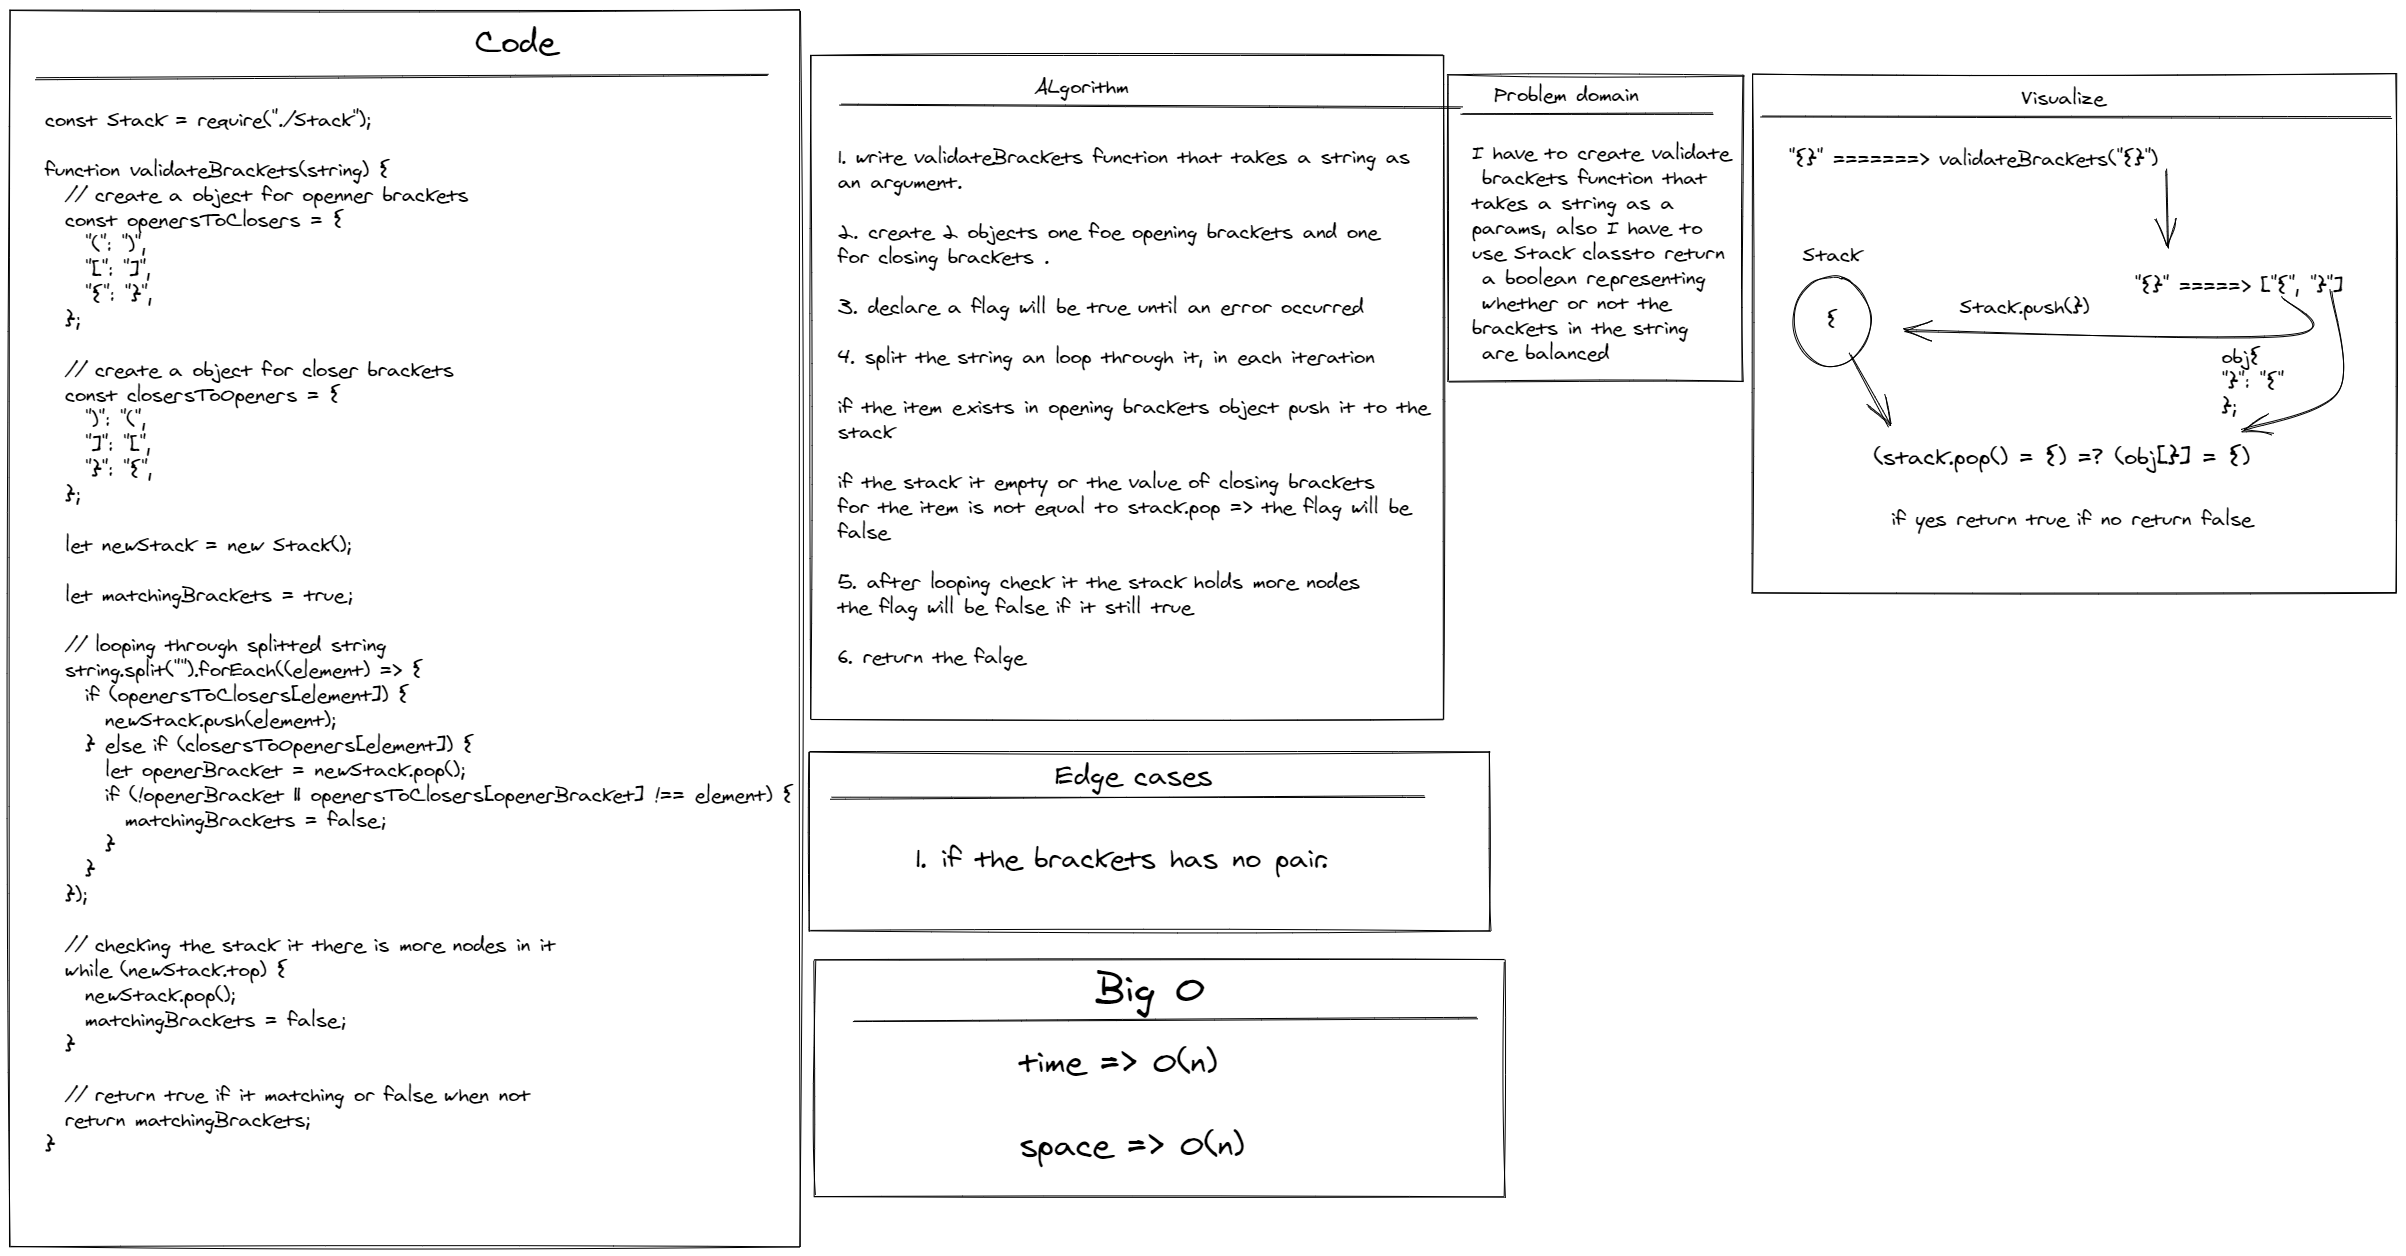 Code
const Stack = require("./Stack");
function validateBrackets(string) {
// create a object for openner brackets
const openersToClosers = {
"(": ")",
"[": "]",
"{": "}",
};
// create a object for closer brackets
const closersToOpeners = {
")": "(",
"]": "[",
"}": "{",
};
let newStack = new Stack();
let matchingBrackets = true;
// looping through splitted string
string.split("").forEach((element) => {
if (openersToClosers[element]) {
newStack.push(element);
} else if (closersToOpeners[element]) {
let openerBracket = newStack.pop();
if (!openerBracket || openersToClosers[openerBracket] !== element) {
matchingBrackets = false;
}
}
});
// checking the stack it there is more nodes in it
while (newStack.top) {
newStack.pop();
matchingBrackets = false;
}
// return true if it matching or false when not
return matchingBrackets;
}
ALgorithm
1. write validateBrackets function that takes a string as
an argument.
2. create 2 objects one foe opening brackets and one
for closing brackets .
3. declare a flag will be true until an error occurred
4. split the string an loop through it, in each iteration
if the item exists in opening brackets object push it to the
stack
if the stack it empty or the value of closing brackets
for the item is not equal to stack.pop => the flag will be
false
5. after looping check it the stack holds more nodes
the flag will be false if it still true
6. return the falge
Edge cases
1. if the brackets has no pair.
Big O
time => O(n)
space => O(n)
Problem domain
I have to create validate
brackets function that
takes a string as a
params, also I have to
use Stack classto return
a boolean representing
whether or not the
brackets in the string
are balanced
Visualize
"{}" =======> validateBrackets("{}")
Stack
"{}" =====> ["{", "}"]
Stack.push(})
{
obj{
"}": "{"
};
(stack.pop() = {) =? (obj[}] = {)
if yes return true if no return false